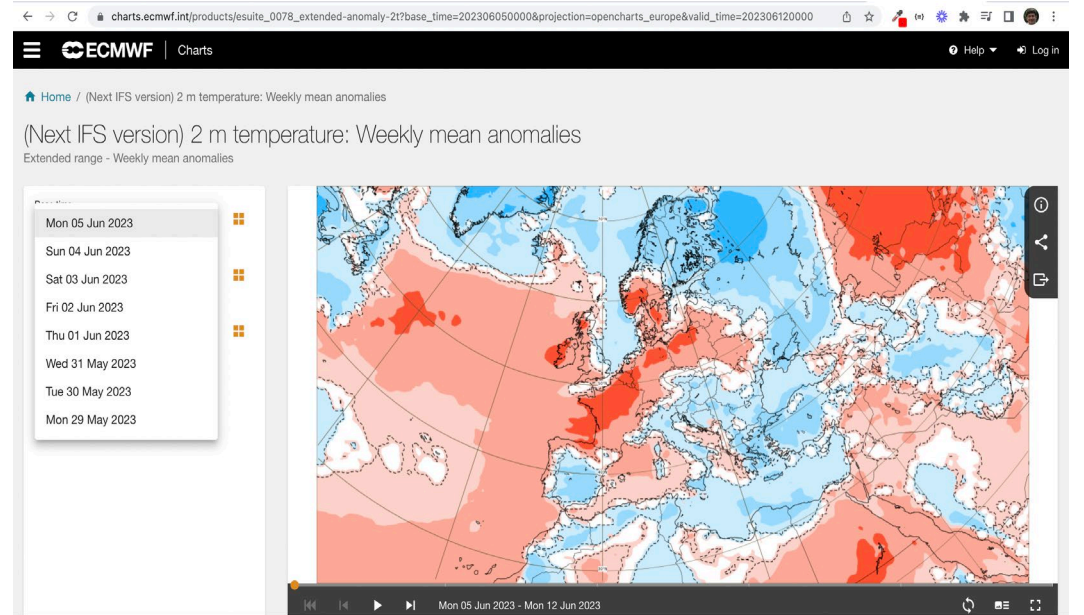 charts.ecmwf.int/products/esuite_0078_extended-anomaly-2t?base_time=202306050000&projection=opencharts_europe&valid_time=202306120000
ECMWF Charts Help Log in
Home / (Next IFS version) 2 m temperature: Weekly mean anomalies
(Next IFS version) 2 m temperature: Weekly mean anomalies
Extended range - Weekly mean anomalies
Mon 05 Jun 2023
Sun 04 Jun 2023
Sat 03 Jun 2023
Fri 02 Jun 2023
Thu 01 Jun 2023
Wed 31 May 2023
Tue 30 May 2023
Mon 29 May 2023
Mon 05 Jun 2023 - Mon 12 Jun 2023